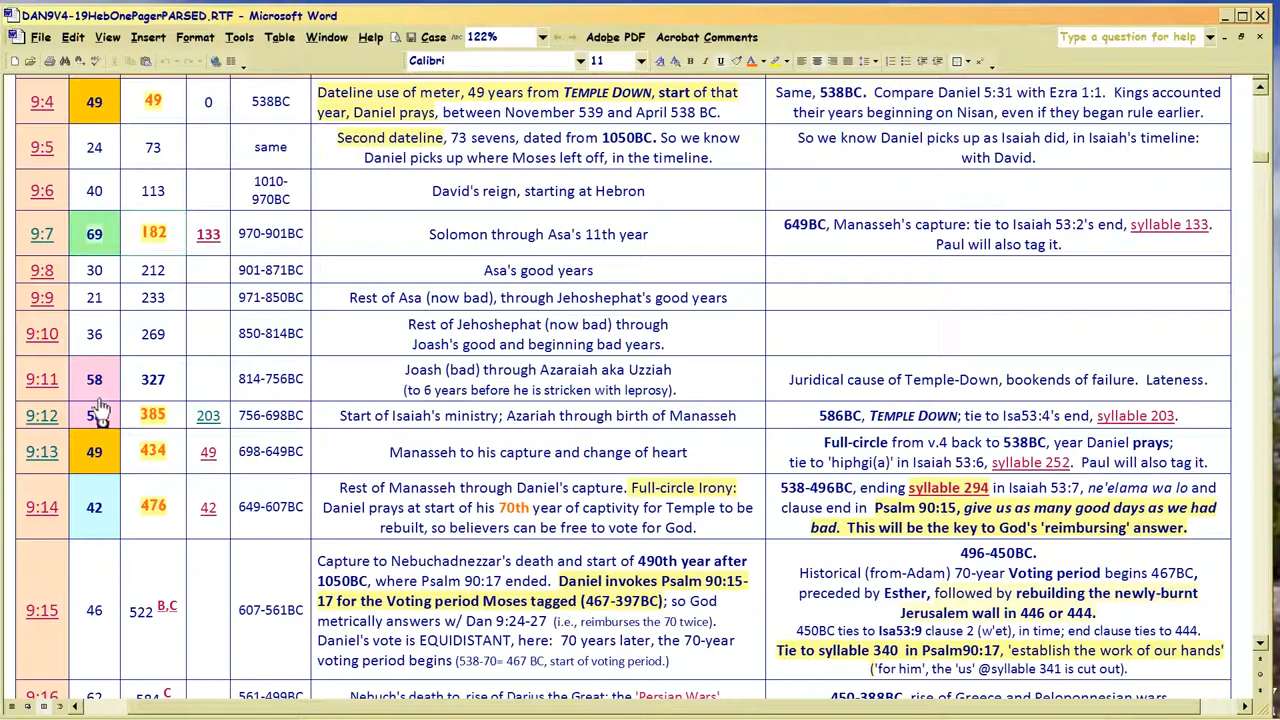 DAN9V4-19HebOnePagerPARSED.RTF - Microsoft Word
File Edit View Insert Format Tools Table Window Help Case 122% Adobe PDF Acrobat Comments Type a question for help
Calibri 11
9:4 49 49 0 538BC
Dateline use of meter, 49 years from TEMPLE DOWN, start of that
year, Daniel prays, between November 539 and April 538 BC.
Same, 538BC. Compare Daniel 5:31 with Ezra 1:1. Kings accounted
their years beginning on Nisan, even if they began rule earlier.
9:5 24 73 same
Second dateline, 73 sevens, dated from 1050BC. So we know
Daniel picks up where Moses left off, in the timeline.
So we know Daniel picks up as Isaiah did, in Isaiah's timeline:
with David.
9:6 40 113 1010-
970BC
David's reign, starting at Hebron
9:7 69 182 133 970-901BC
Solomon through Asa's 11th year
649BC, Manasseh's capture: tie to Isaiah 53:2's end, syllable 133.
Paul will also tag it.
9:8 30 212 901-871BC
Asa's good years
9:9 21 233 971-850BC
Rest of Asa (now bad), through Jehoshephat's good years
9:10 36 269 850-814BC
Rest of Jehoshephat (now bad) through
Joash's good and beginning bad years.
9:11 58 327 814-756BC
Joash (bad) through Azaraiah aka Uzziah
(to 6 years before he is stricken with leprosy).
Juridical cause of Temple-Down, bookends of failure. Lateness.
9:12 385 203 756-698BC
Start of Isaiah's ministry; Azariah through birth of Manasseh
586BC, TEMPLE DOWN; tie to Isa53:4's end, syllable 203.
9:13 49 434 49 698-649BC
Manasseh to his capture and change of heart
Full-circle from v.4 back to 538BC, year Daniel prays;
tie to 'hiphgi(a)' in Isaiah 53:6, syllable 252. Paul will also tag it.
9:14 42 476 42 649-607BC
Rest of Manasseh through Daniel's capture. Full-circle Irony:
Daniel prays at start of his 70th year of captivity for Temple to be
rebuilt, so believers can be free to vote for God.
538-496BC, ending syllable 294 in Isaiah 53:7, ne'elama wa lo and
clause end in Psalm 90:15, give us as many good days as we had
bad. This will be the key to God's 'reimbursing' answer.
9:15 46 522 B,C 607-561BC
Capture to Nebuchadnezzar's death and start of 490th year after
1050BC, where Psalm 90:17 ended. Daniel invokes Psalm 90:15-
17 for the Voting period Moses tagged (467-397BC); so God
metrically answers w/ Dan 9:24-27 (i.e., reimburses the 70 twice).
Daniel's vote is EQUIDISTANT, here: 70 years later, the 70-year
voting period begins (538-70= 467 BC, start of voting period.)
496-450BC.
Historical (from-Adam) 70-year Voting period begins 467BC,
preceded by Esther, followed by rebuilding the newly-burnt
Jerusalem wall in 446 or 444.
450BC ties to Isa53:9 clause 2 (w'et), in time; end clause ties to 444.
Tie to syllable 340 in Psalm90:17, 'establish the work of our hands'
('for him', the 'us' @syllable 341 is cut out).
9:16 62 584 C 561-499BC
Nebuch's death to rise of Darius the Great: the 'Persian Wars'
450-388BC, rise of Greece and Peloponnesian wars